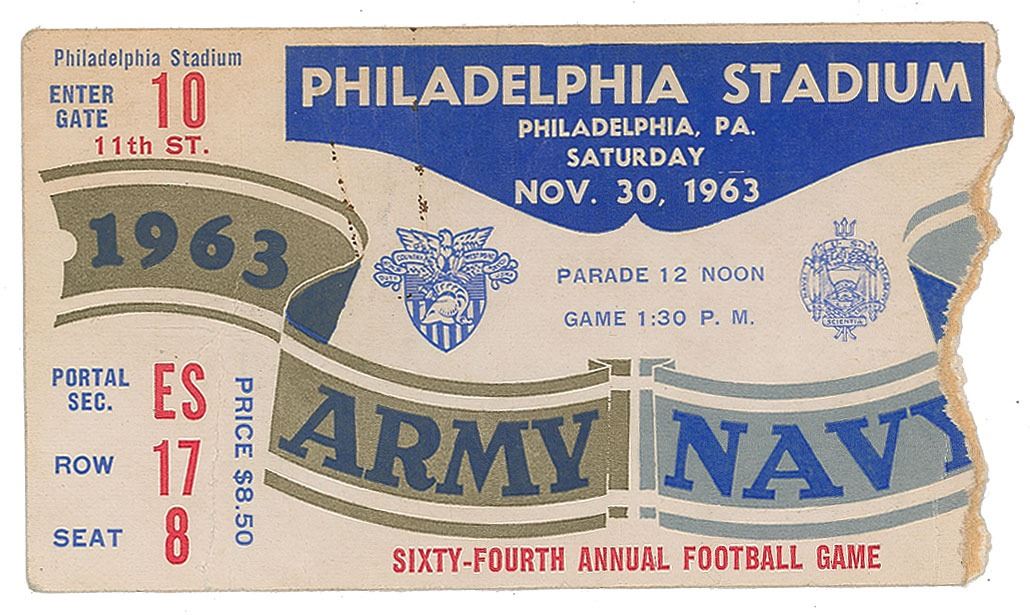 Philadelphia Stadium
ENTER GATE 10
11th ST.
PHILADELPHIA STADIUM
PHILADELPHIA, PA.
SATURDAY
NOV. 30, 1963
1963
PARADE 12 NOON
GAME 1:30 P. M.
PORTAL SEC. ES
ROW 17
SEAT 8
PRICE $8.50
ARMY NAVY
SIXTY-FOURTH ANNUAL FOOTBALL GAME